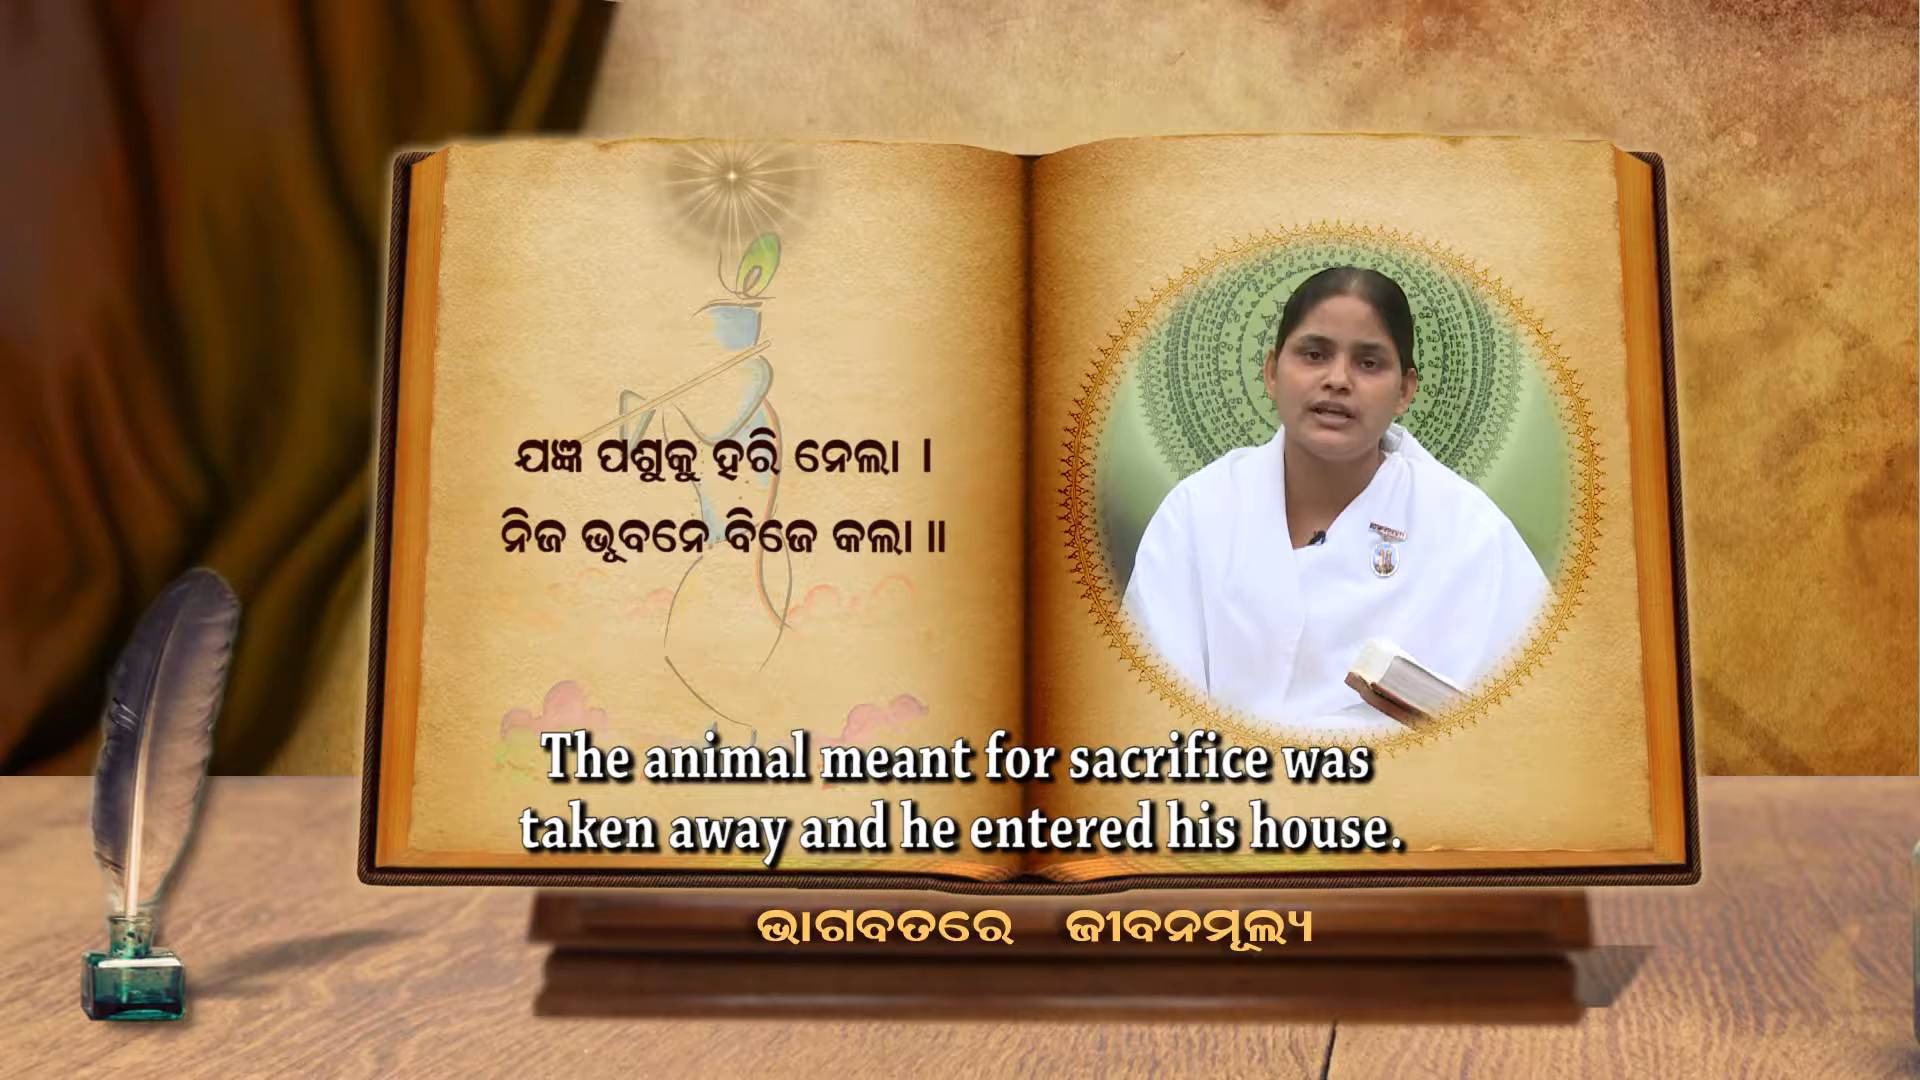 ଯଜ୍ଞ ପଶୁକୁ ହରି ନେଲା ।
ନିଜ ଭୁବନେ ବିଜେ କଲା ॥
The animal meant for sacrifice was
taken away and he entered his house.
ଭାଗବତରେ ଜୀବନମୂଲ୍ୟ